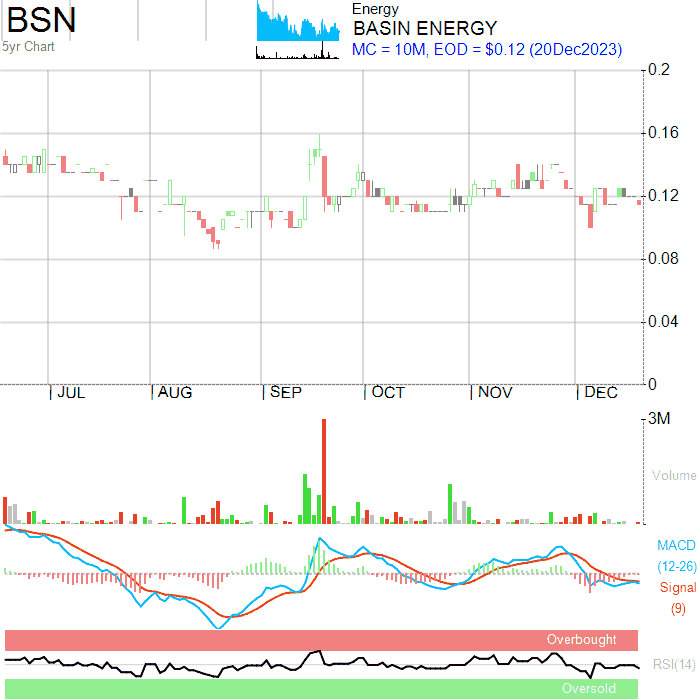 BSN
5yr Chart
Energy
BASIN ENERGY
MC = 10M, EOD = $0.12 (20Dec2023)
0.2
0.16
0.12
0.08
0.04
0
JUL AUG SEP OCT NOV DEC
3M
Volume
MACD
(12-26)
Signal
(9)
Overbought
RSI(14)
Oversold